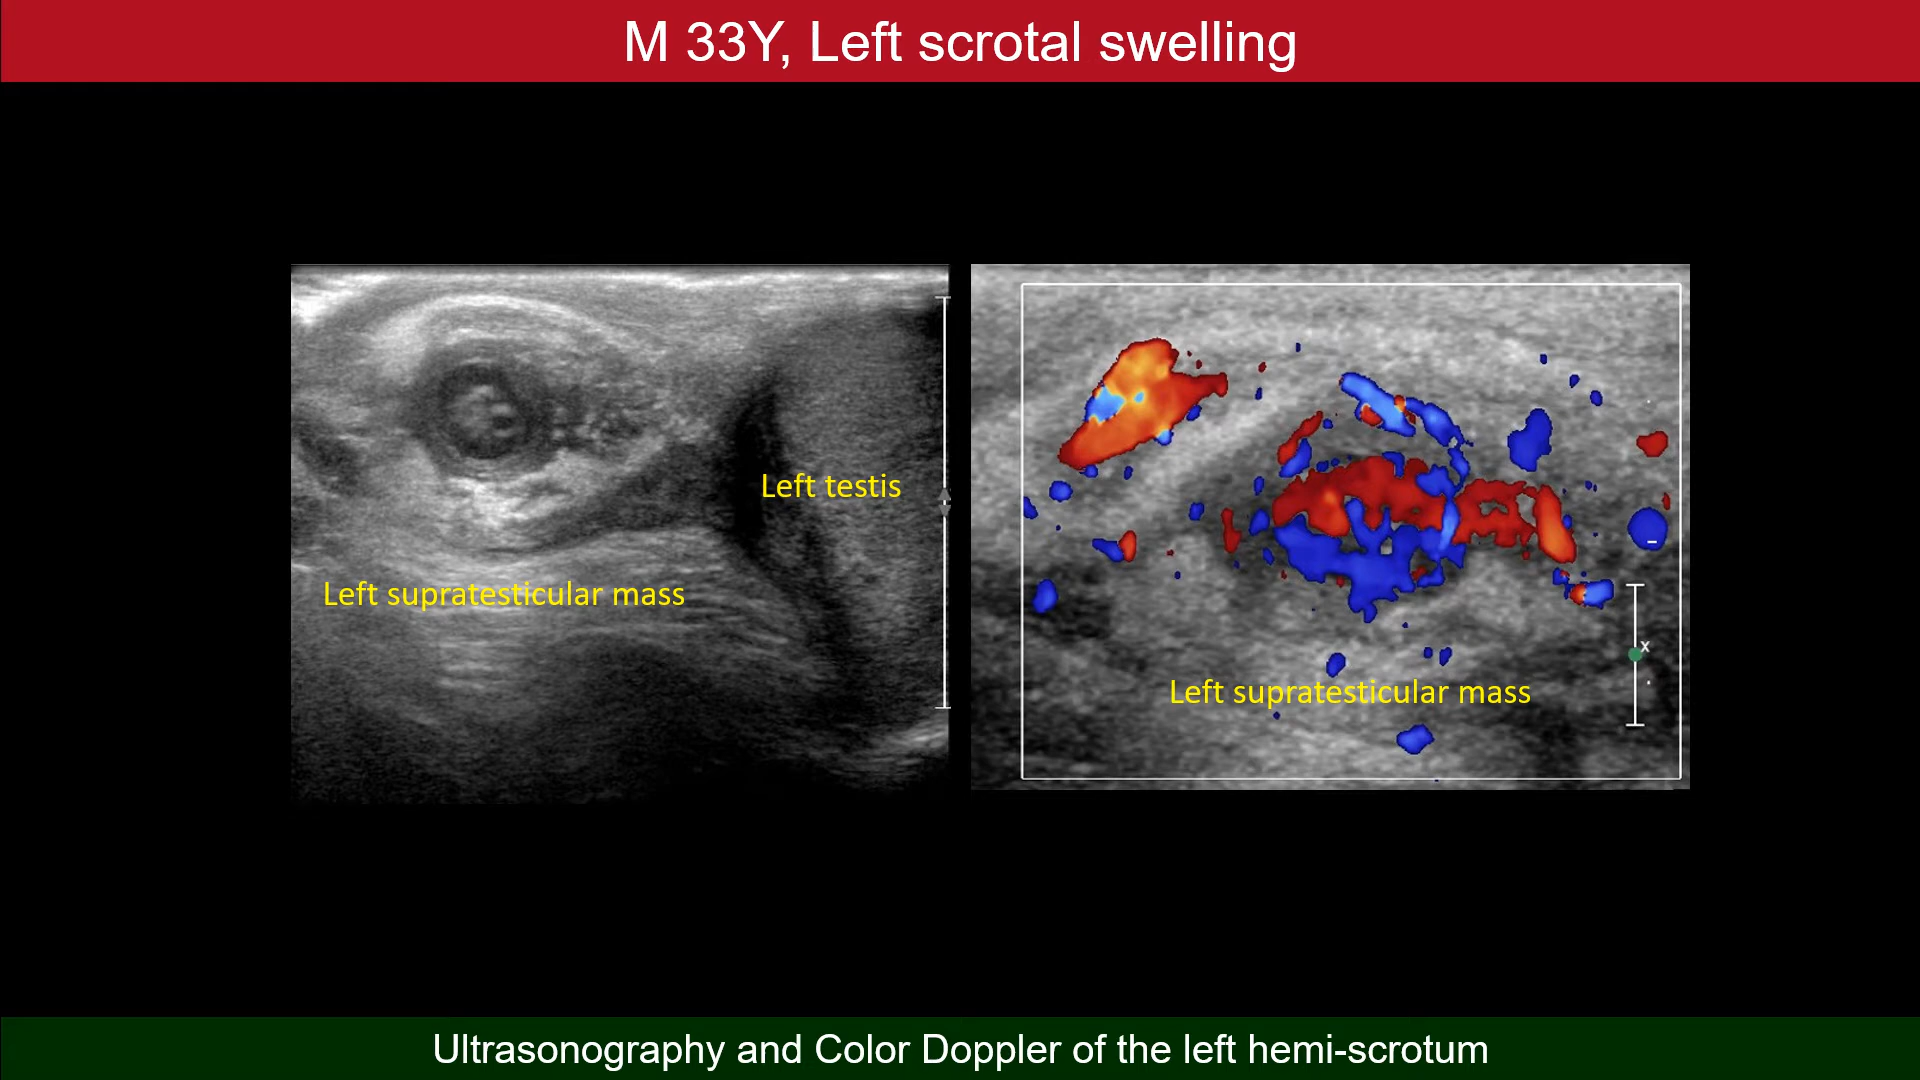 M 33Y, Left scrotal swelling
Left testis
Left supratesticular mass
x
Left supratesticular mass
Ultrasonography and Color Doppler of the left hemi-scrotum